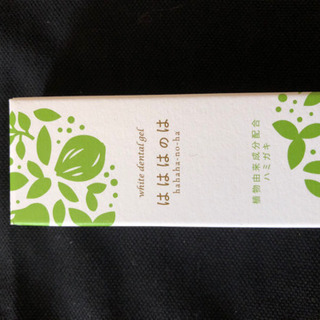 white dental gel
はははのは
hahaha-no-ha
植物由来成分配合
ハミガキ